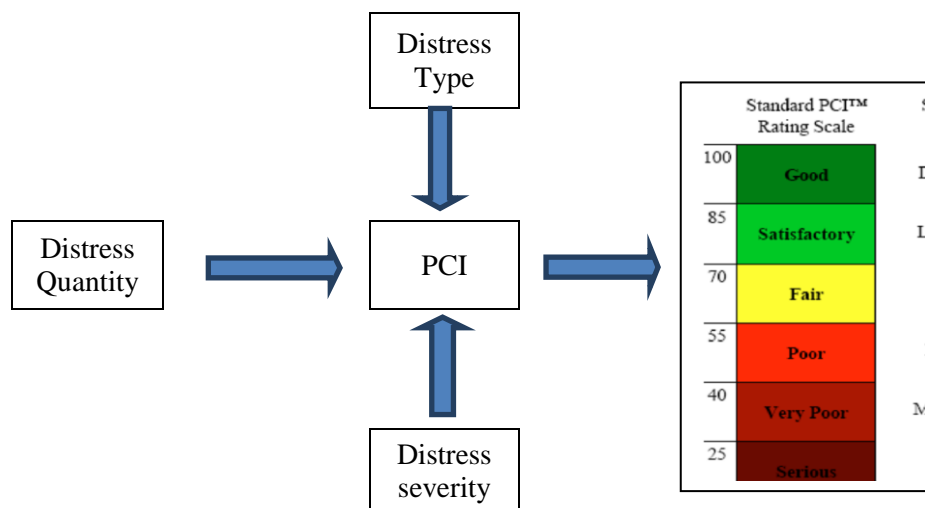 Distress
Type
Distress
Quantity
PCI
Distress
severity
Standard PCI™
Rating Scale
100
Good
85
Satisfactory
70
Fair
55
Poor
40
Very Poor
25
Serious